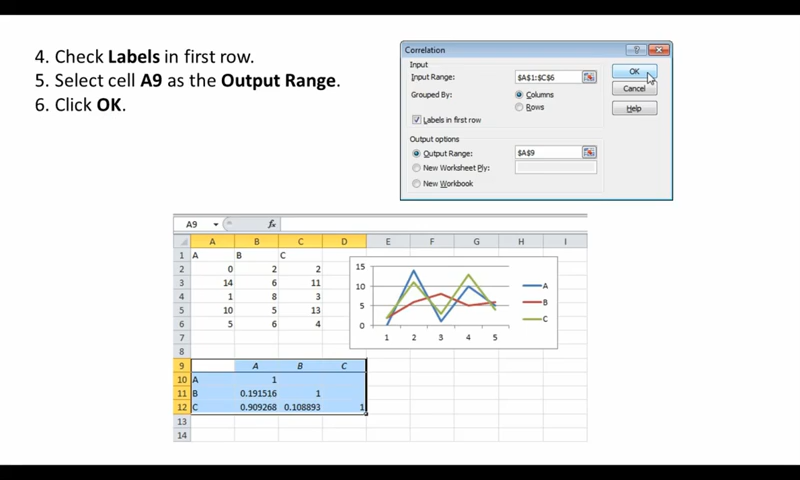 4. Check Labels in first row.
5. Select cell A9 as the Output Range.
6. Click OK.
Correlation
Input
Input Range: $A$1:$C$6
Grouped By: Columns
Rows
Labels in first row
Output options
Output Range: $A$9
New Worksheet Ply:
New Workbook
OK
Cancel
Help
A9 fx
A B C D E F G H I
1 A B C
2 0 2 2
3 14 6 11
4 1 8 3
5 10 5 13
6 5 6 4
7
8
9 A B C
10 A 1
11 B 0.191516 1
12 C 0.909268 0.108893 1
13
14
15
10
5
0
1 2 3 4 5
A
B
C